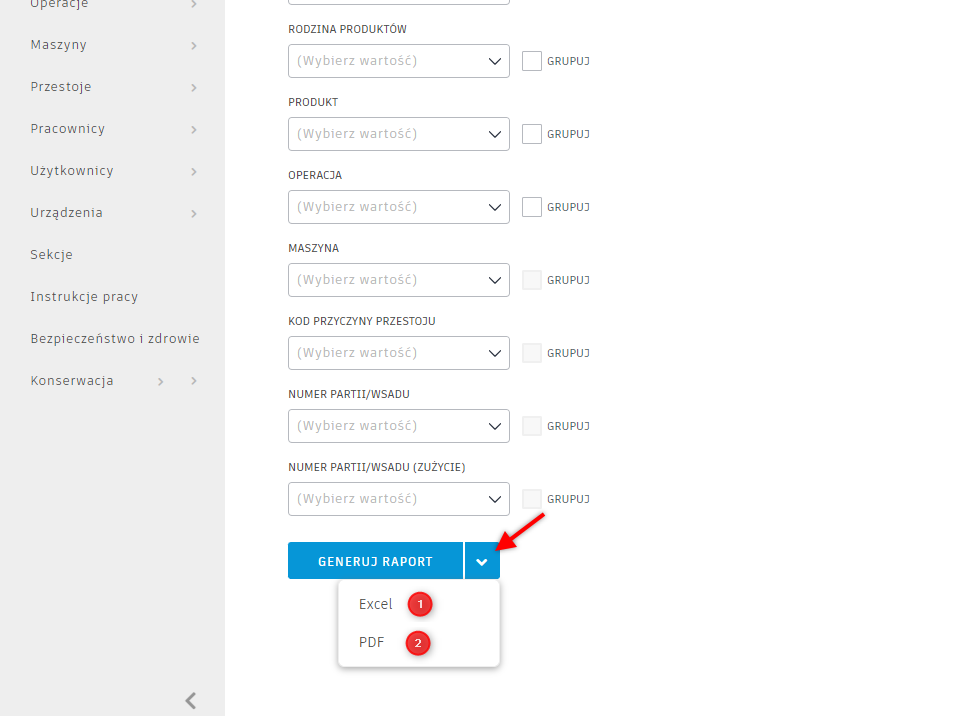 Operacje
Maszyny
Przestoje
Pracownicy
Użytkownicy
Urządzenia
Sekcje
Instrukcje pracy
Bezpieczeństwo i zdrowie
Konserwacja
RODZINA PRODUKTÓW
(Wybierz wartość) GRUPUJ
PRODUKT
(Wybierz wartość) GRUPUJ
OPERACJA
(Wybierz wartość) GRUPUJ
MASZYNA
(Wybierz wartość) GRUPUJ
KOD PRZYCZYNY PRZESTOJU
(Wybierz wartość) GRUPUJ
NUMER PARTII/WSADU
(Wybierz wartość) GRUPUJ
NUMER PARTII/WSADU (ZUŻYCIE)
(Wybierz wartość) GRUPUJ
GENERUJ RAPORT
Excel 1
PDF 2